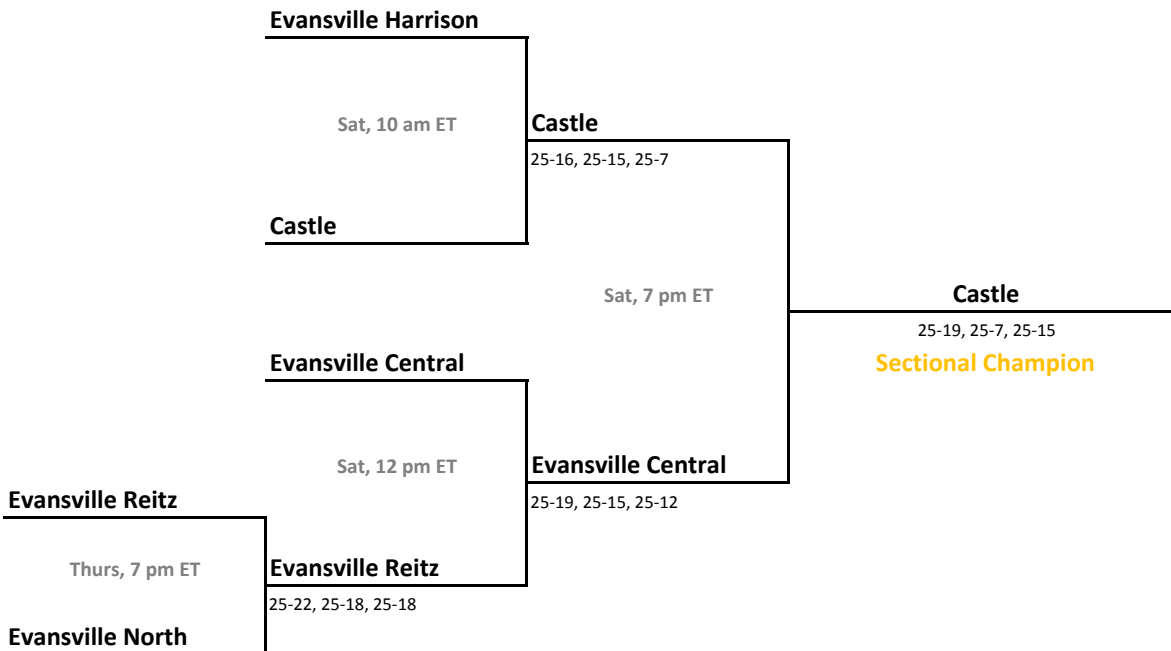 Evansville Harrison
Sat, 10 am ET
Castle
25-16, 25-15, 25-7
Castle
Sat, 7 pm ET
Castle
25-19, 25-7, 25-15
Sectional Champion
Evansville Central
Sat, 12 pm ET
Evansville Central
25-19, 25-15, 25-12
Evansville Reitz
Thurs, 7 pm ET
Evansville Reitz
25-22, 25-18, 25-18
Evansville North